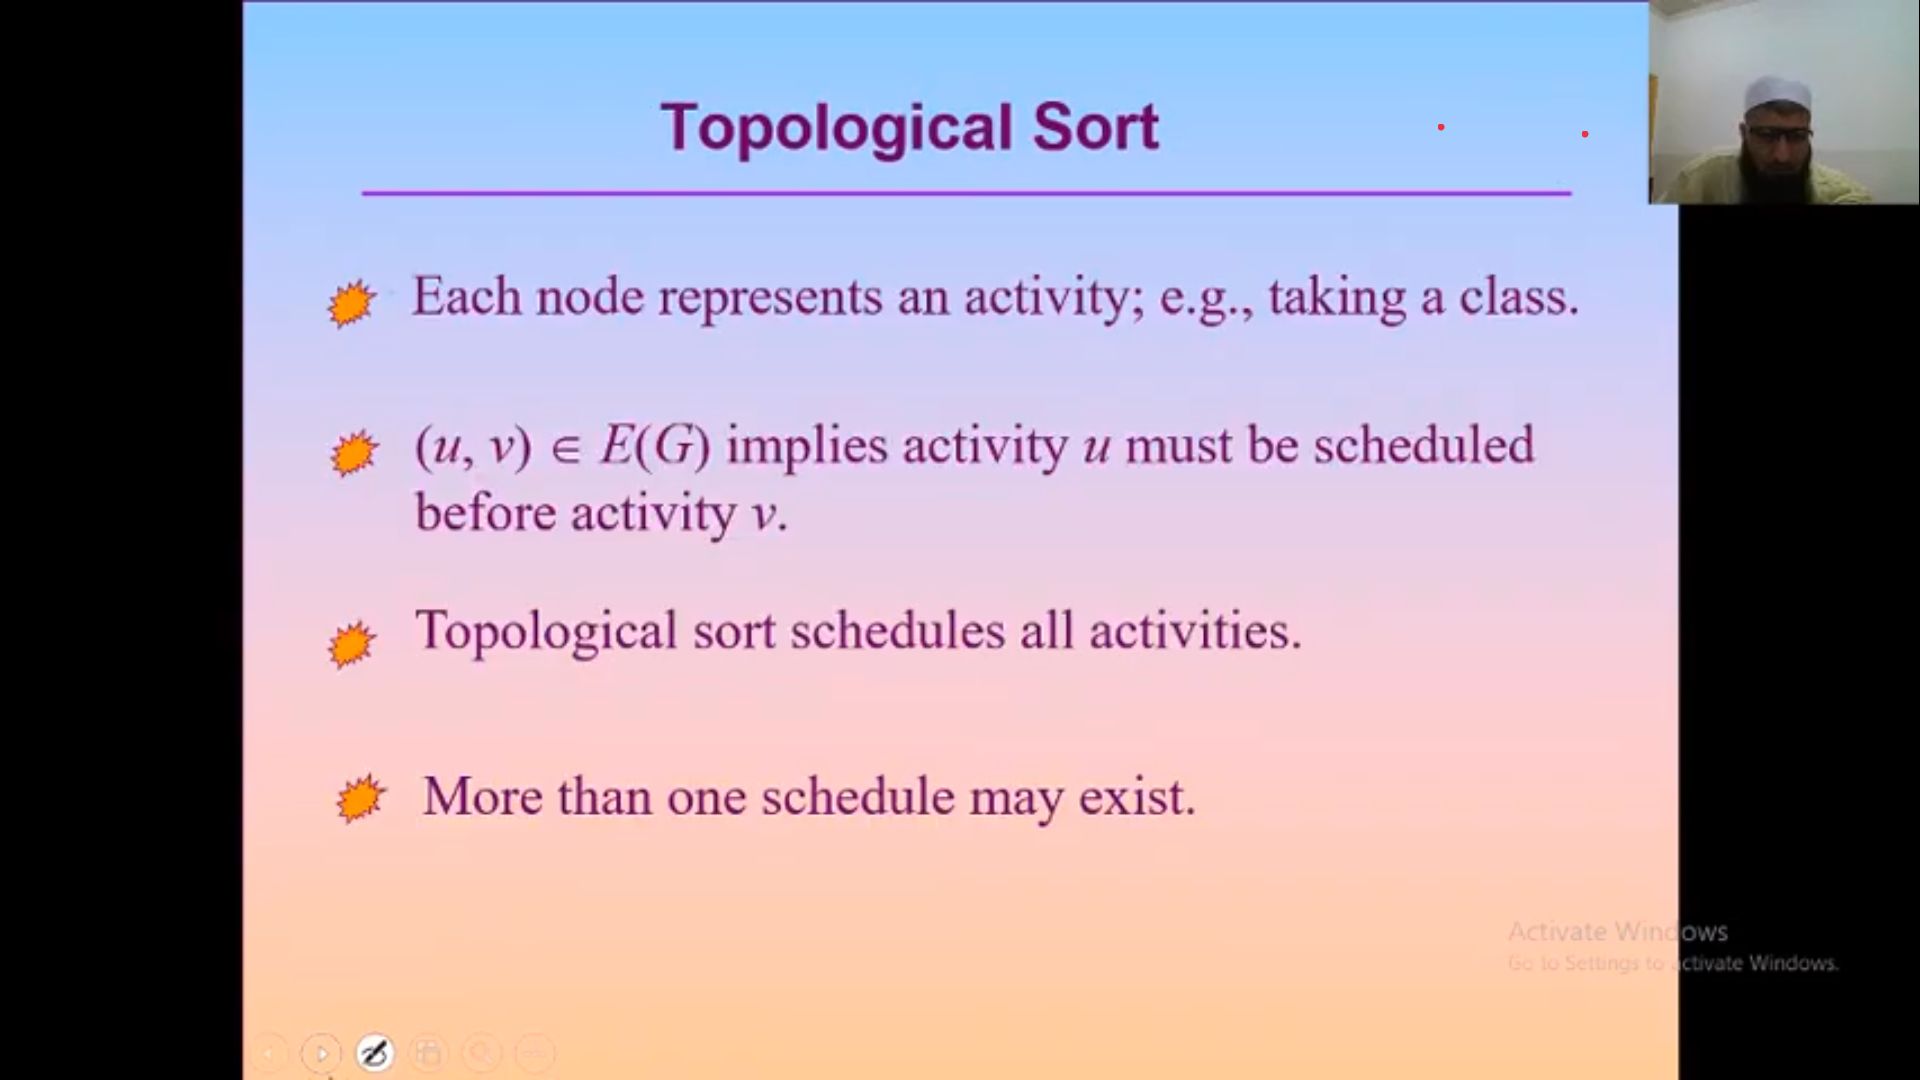 Topological Sort
Each node represents an activity; e.g., taking a class.
(u, v) ∈ E(G) implies activity u must be scheduled
before activity v.
Topological sort schedules all activities.
More than one schedule may exist.
Activate Windows
Go to Settings to activate Windows.